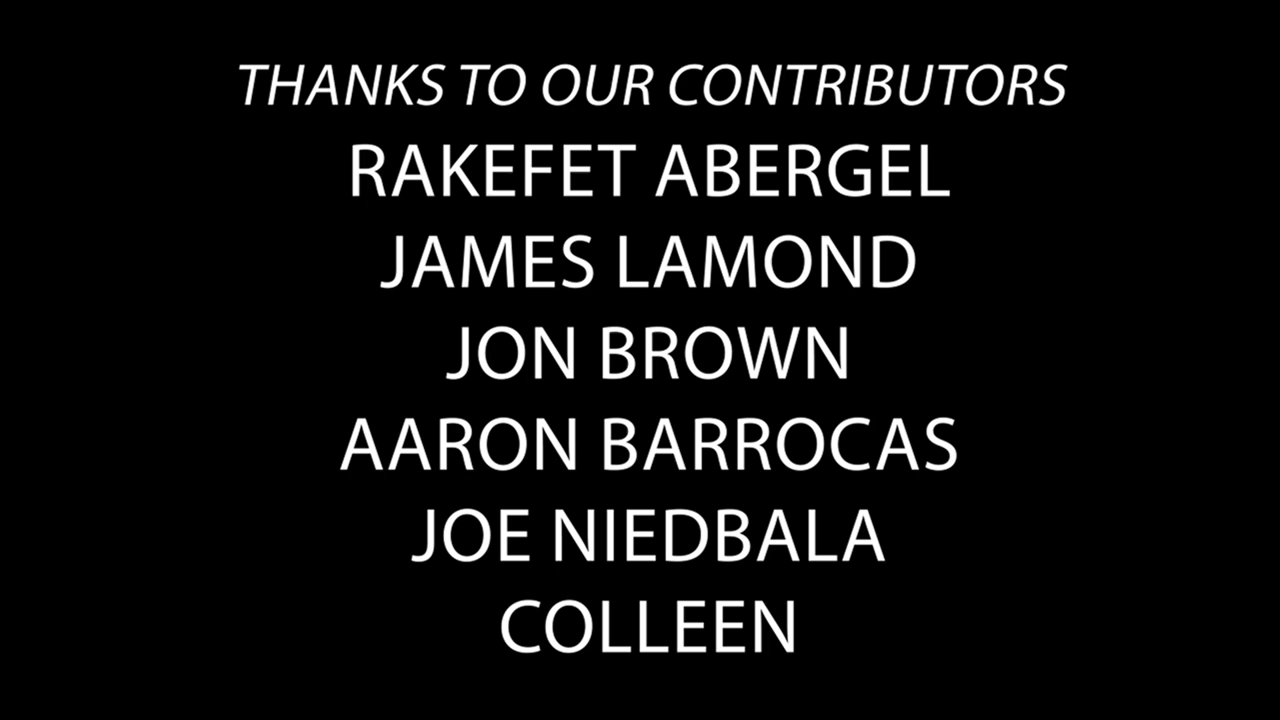 THANKS TO OUR CONTRIBUTORS
RAKEFET ABERGEL
JAMES LAMOND
JON BROWN
AARON BARROCAS
JOE NIEDBALA
COLLEEN